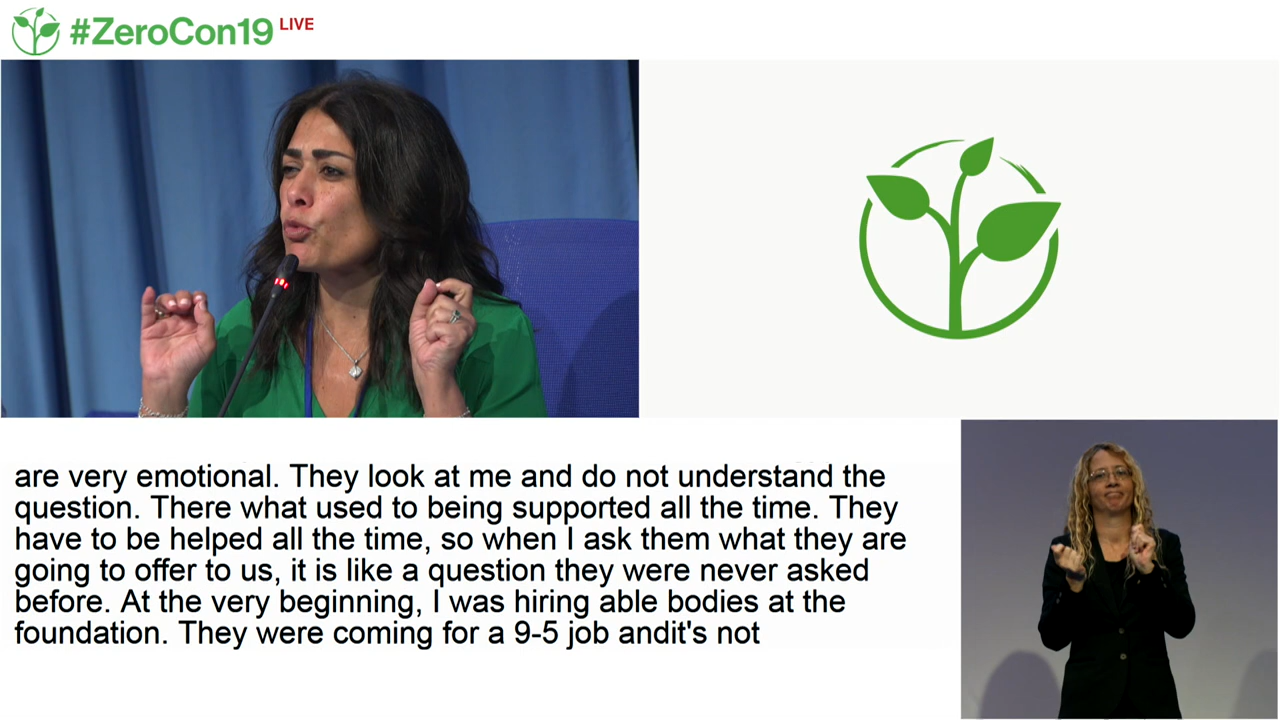 #ZeroCon19 LIVE
are very emotional. They look at me and do not understand the
question. There what used to being supported all the time. They
have to be helped all the time, so when I ask them what they are
going to offer to us, it is like a question they were never asked
before. At the very beginning, I was hiring able bodies at the
foundation. They were coming for a 9-5 job andit's not